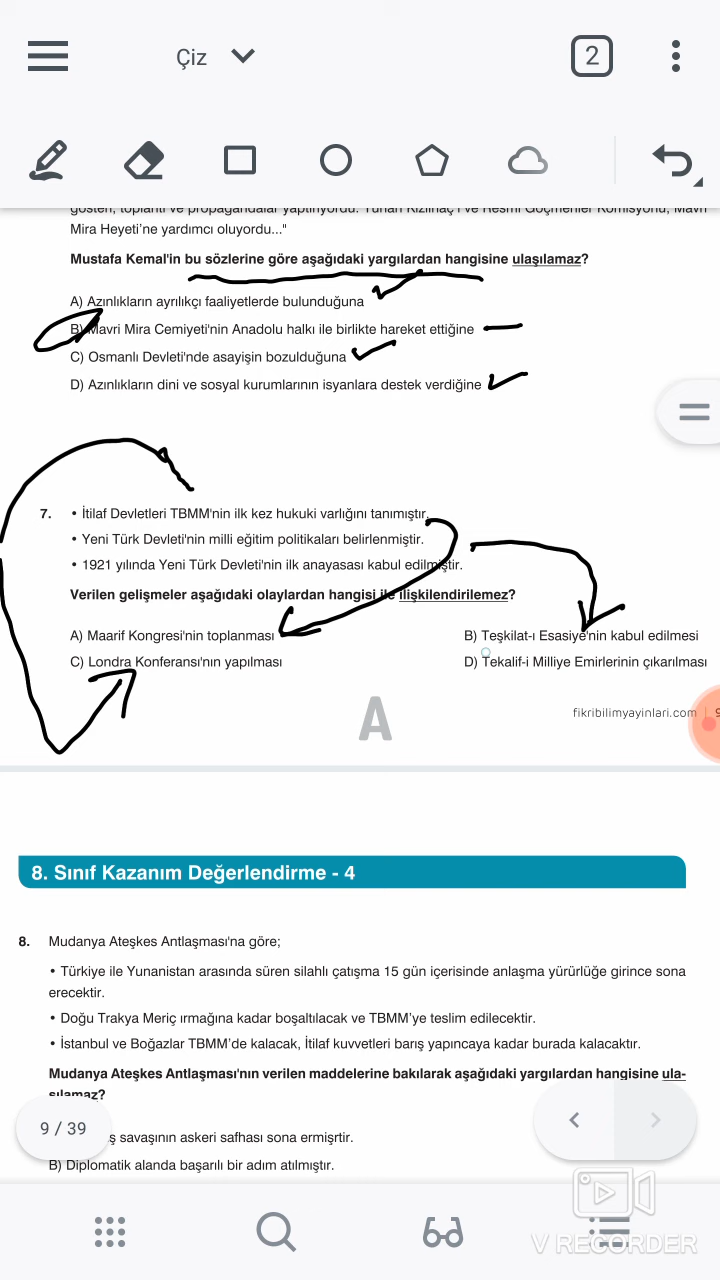 Çiz
2
gösteri, toplantı ve propagandalar yaptırıyordu. Yunan Kızılhaç'ı ve Resmi Göçmenler Komisyonu, Mavri
Mira Heyeti’ne yardımcı oluyordu..."
Mustafa Kemal'in bu sözlerine göre aşağıdaki yargılardan hangisine ulaşılamaz?
A) Azınlıkların ayrılıkçı faaliyetlerde bulunduğuna
B) Mavri Mira Cemiyeti'nin Anadolu halkı ile birlikte hareket ettiğine
C) Osmanlı Devleti'nde asayişin bozulduğuna
D) Azınlıkların dini ve sosyal kurumlarının isyanlara destek verdiğine
7. • İtilaf Devletleri TBMM'nin ilk kez hukuki varlığını tanımıştır.
• Yeni Türk Devleti'nin milli eğitim politikaları belirlenmiştir.
• 1921 yılında Yeni Türk Devleti'nin ilk anayasası kabul edilmiştir.
Verilen gelişmeler aşağıdaki olaylardan hangisi ile ilişkilendirilemez?
A) Maarif Kongresi'nin toplanması B) Teşkilat-ı Esasiye'nin kabul edilmesi
C) Londra Konferansı'nın yapılması D) Tekalif-i Milliye Emirlerinin çıkarılması
fikribilimyayinlari.com | 9
A
8. Sınıf Kazanım Değerlendirme - 4
8. Mudanya Ateşkes Antlaşması'na göre;
• Türkiye ile Yunanistan arasında süren silahlı çatışma 15 gün içerisinde anlaşma yürürlüğe girince sona
erecektir.
• Doğu Trakya Meriç ırmağına kadar boşaltılacak ve TBMM’ye teslim edilecektir.
• İstanbul ve Boğazlar TBMM’de kalacak, İtilaf kuvvetleri barış yapıncaya kadar burada kalacaktır.
Mudanya Ateşkes Antlaşması'nın verilen maddelerine bakılarak aşağıdaki yargılardan hangisine ula-
şılamaz?
9 / 39
ş savaşının askeri safhası sona ermişrtir.
B) Diplomatik alanda başarılı bir adım atılmıştır.
V RECORDER